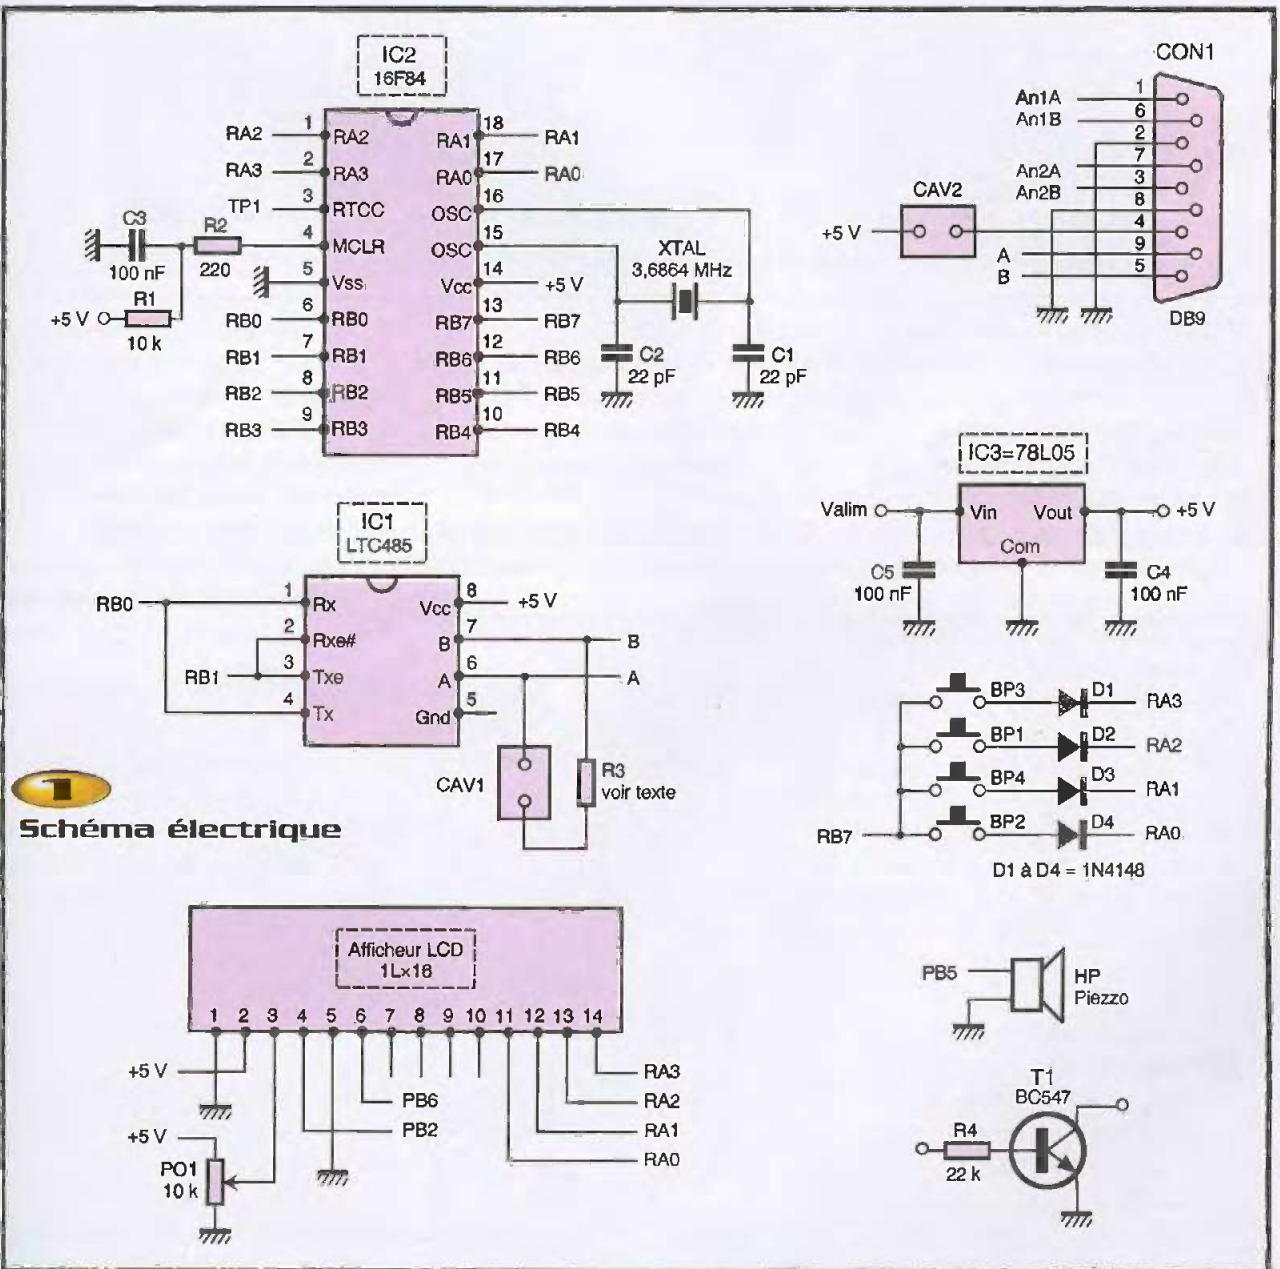 IC2
16F84
1 RA2 RA2 RA1 18 RA1
2 RA3 RA3 RA0 17 RA0
3 TP1 RTCC OSC 16
4 MCLR OSC 15
5 Vss Vcc 14 +5 V
6 RB0 RB0 RB7 13 RB7
7 RB1 RB1 RB6 12 RB6
8 RB2 RB2 RB5 11 RB5
9 RB3 RB3 RB4 10 RB4
C3
100 nF
R2
220
R1
10 k
+5 V
XTAL
3,6864 MHz
C2
22 pF
C1
22 pF
CON1
An1A 1
An1B 6
2
An2A 7
An2B 3
8
4
A 9
B 5
DB9
CAV2
+5 V
IC3=78L05
Valim
Vin Vout
Com
+5 V
C5
100 nF
C4
100 nF
IC1
LTC485
RB0 1 Rx Vcc 8 +5 V
2 Rxe# B 7 B
RB1 3 Txe A 6 A
4 Tx Gnd 5
CAV1
R3
voir texte
BP3 D1 RA3
BP1 D2 RA2
BP4 D3 RA1
RB7 BP2 D4 RA0
D1 à D4 = 1N4148
1
Schéma électrique
Afficheur LCD
1L×16
1 2 3 4 5 6 7 8 9 10 11 12 13 14
+5 V
RA3
PB6
RA2
PB2
RA1
RA0
+5 V
PO1
10 k
PB5
HP
Piezzo
T1
BC547
R4
22 k